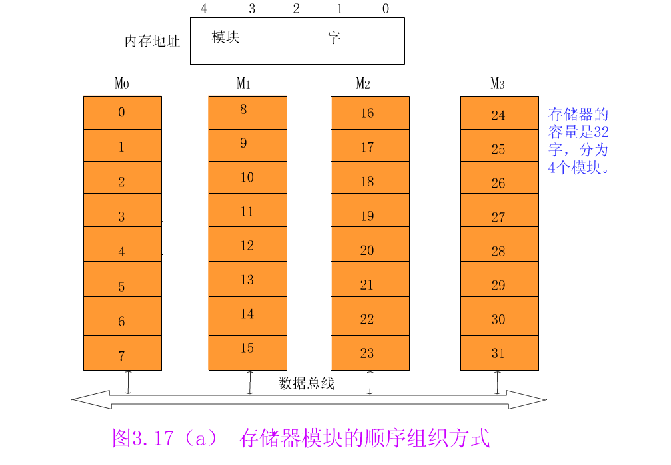 4 3 2 1 0
内存地址 模块 字
M0 M1 M2 M3
0 8 16 24
1 9 17 25
2 10 18 26
3 11 19 27
4 12 20 28
5 13 21 29
6 14 22 30
7 15 23 31
存储器的
容量是32
字，分为
4个模块。
数据总线
图3.17（a） 存储器模块的顺序组织方式